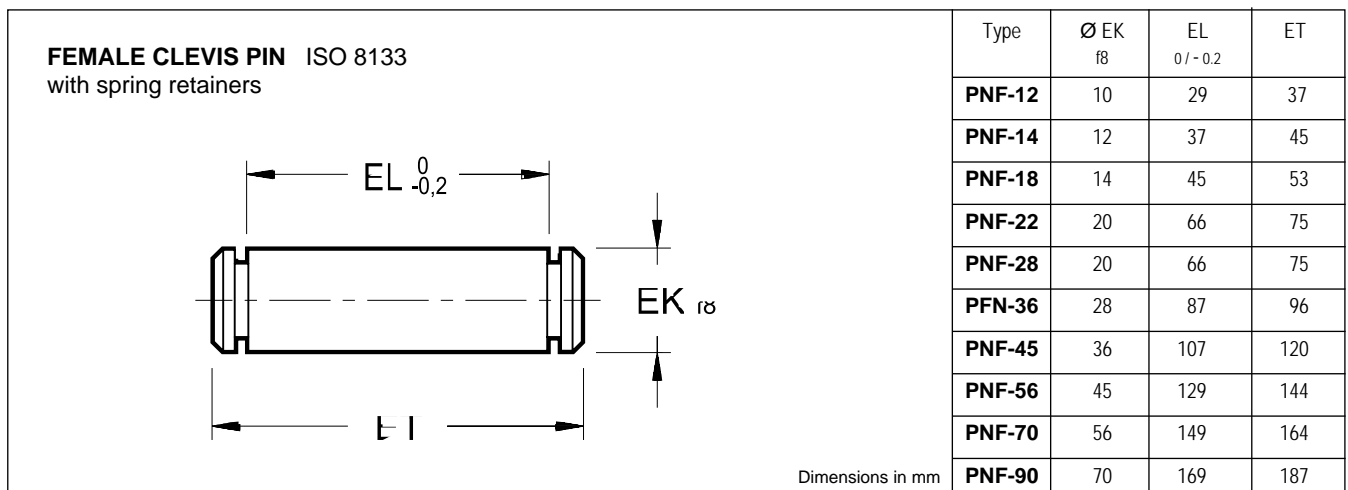 FEMALE CLEVIS PIN ISO 8133
with spring retainers
EL 0 -0,2
EK f8
ET
Dimensions in mm
Type Ø EK EL ET
f8 0 / - 0.2
PNF-12 10 29 37
PNF-14 12 37 45
PNF-18 14 45 53
PNF-22 20 66 75
PNF-28 20 66 75
PFN-36 28 87 96
PNF-45 36 107 120
PNF-56 45 129 144
PNF-70 56 149 164
PNF-90 70 169 187